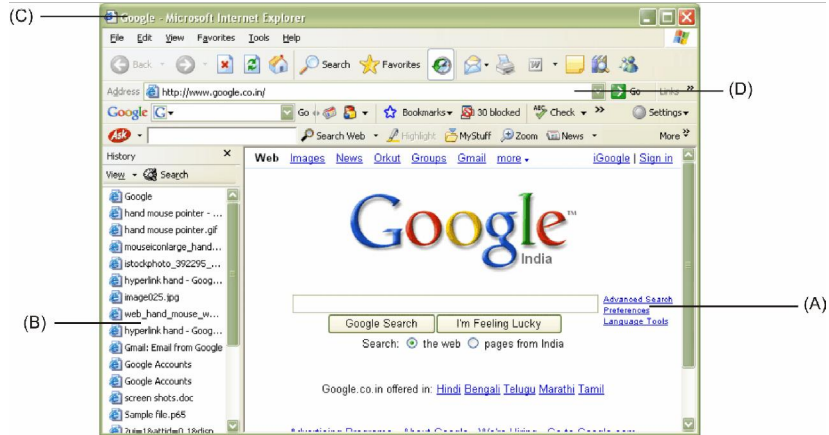 (C)
Google - Microsoft Internet Explorer
File Edit View Favorites Tools Help
Back Search Favorites
Address http://www.google.co.in/ Go Links »
(D)
Google G Go Bookmarks 30 blocked Check » Settings
Ask Search Web Highlight MyStuff Zoom News More »
History X
View Search
Google
hand mouse pointer - ...
hand mouse pointer.gif
mouseiconlarge_hand...
istockphoto_392295_...
hyperlink hand - Goog...
image025.jpg
web_hand_mouse_w...
hyperlink hand - Goog...
Gmail: Email from Google
Google Accounts
Google Accounts
screen shots.doc
Sample file.p65
(B)
Web Images News Orkut Groups Gmail more iGoogle | Sign in
Google™
India
Advanced Search
Preferences
Language Tools
(A)
Google Search I'm Feeling Lucky
Search: the web pages from India
Google.co.in offered in: Hindi Bengali Telugu Marathi Tamil